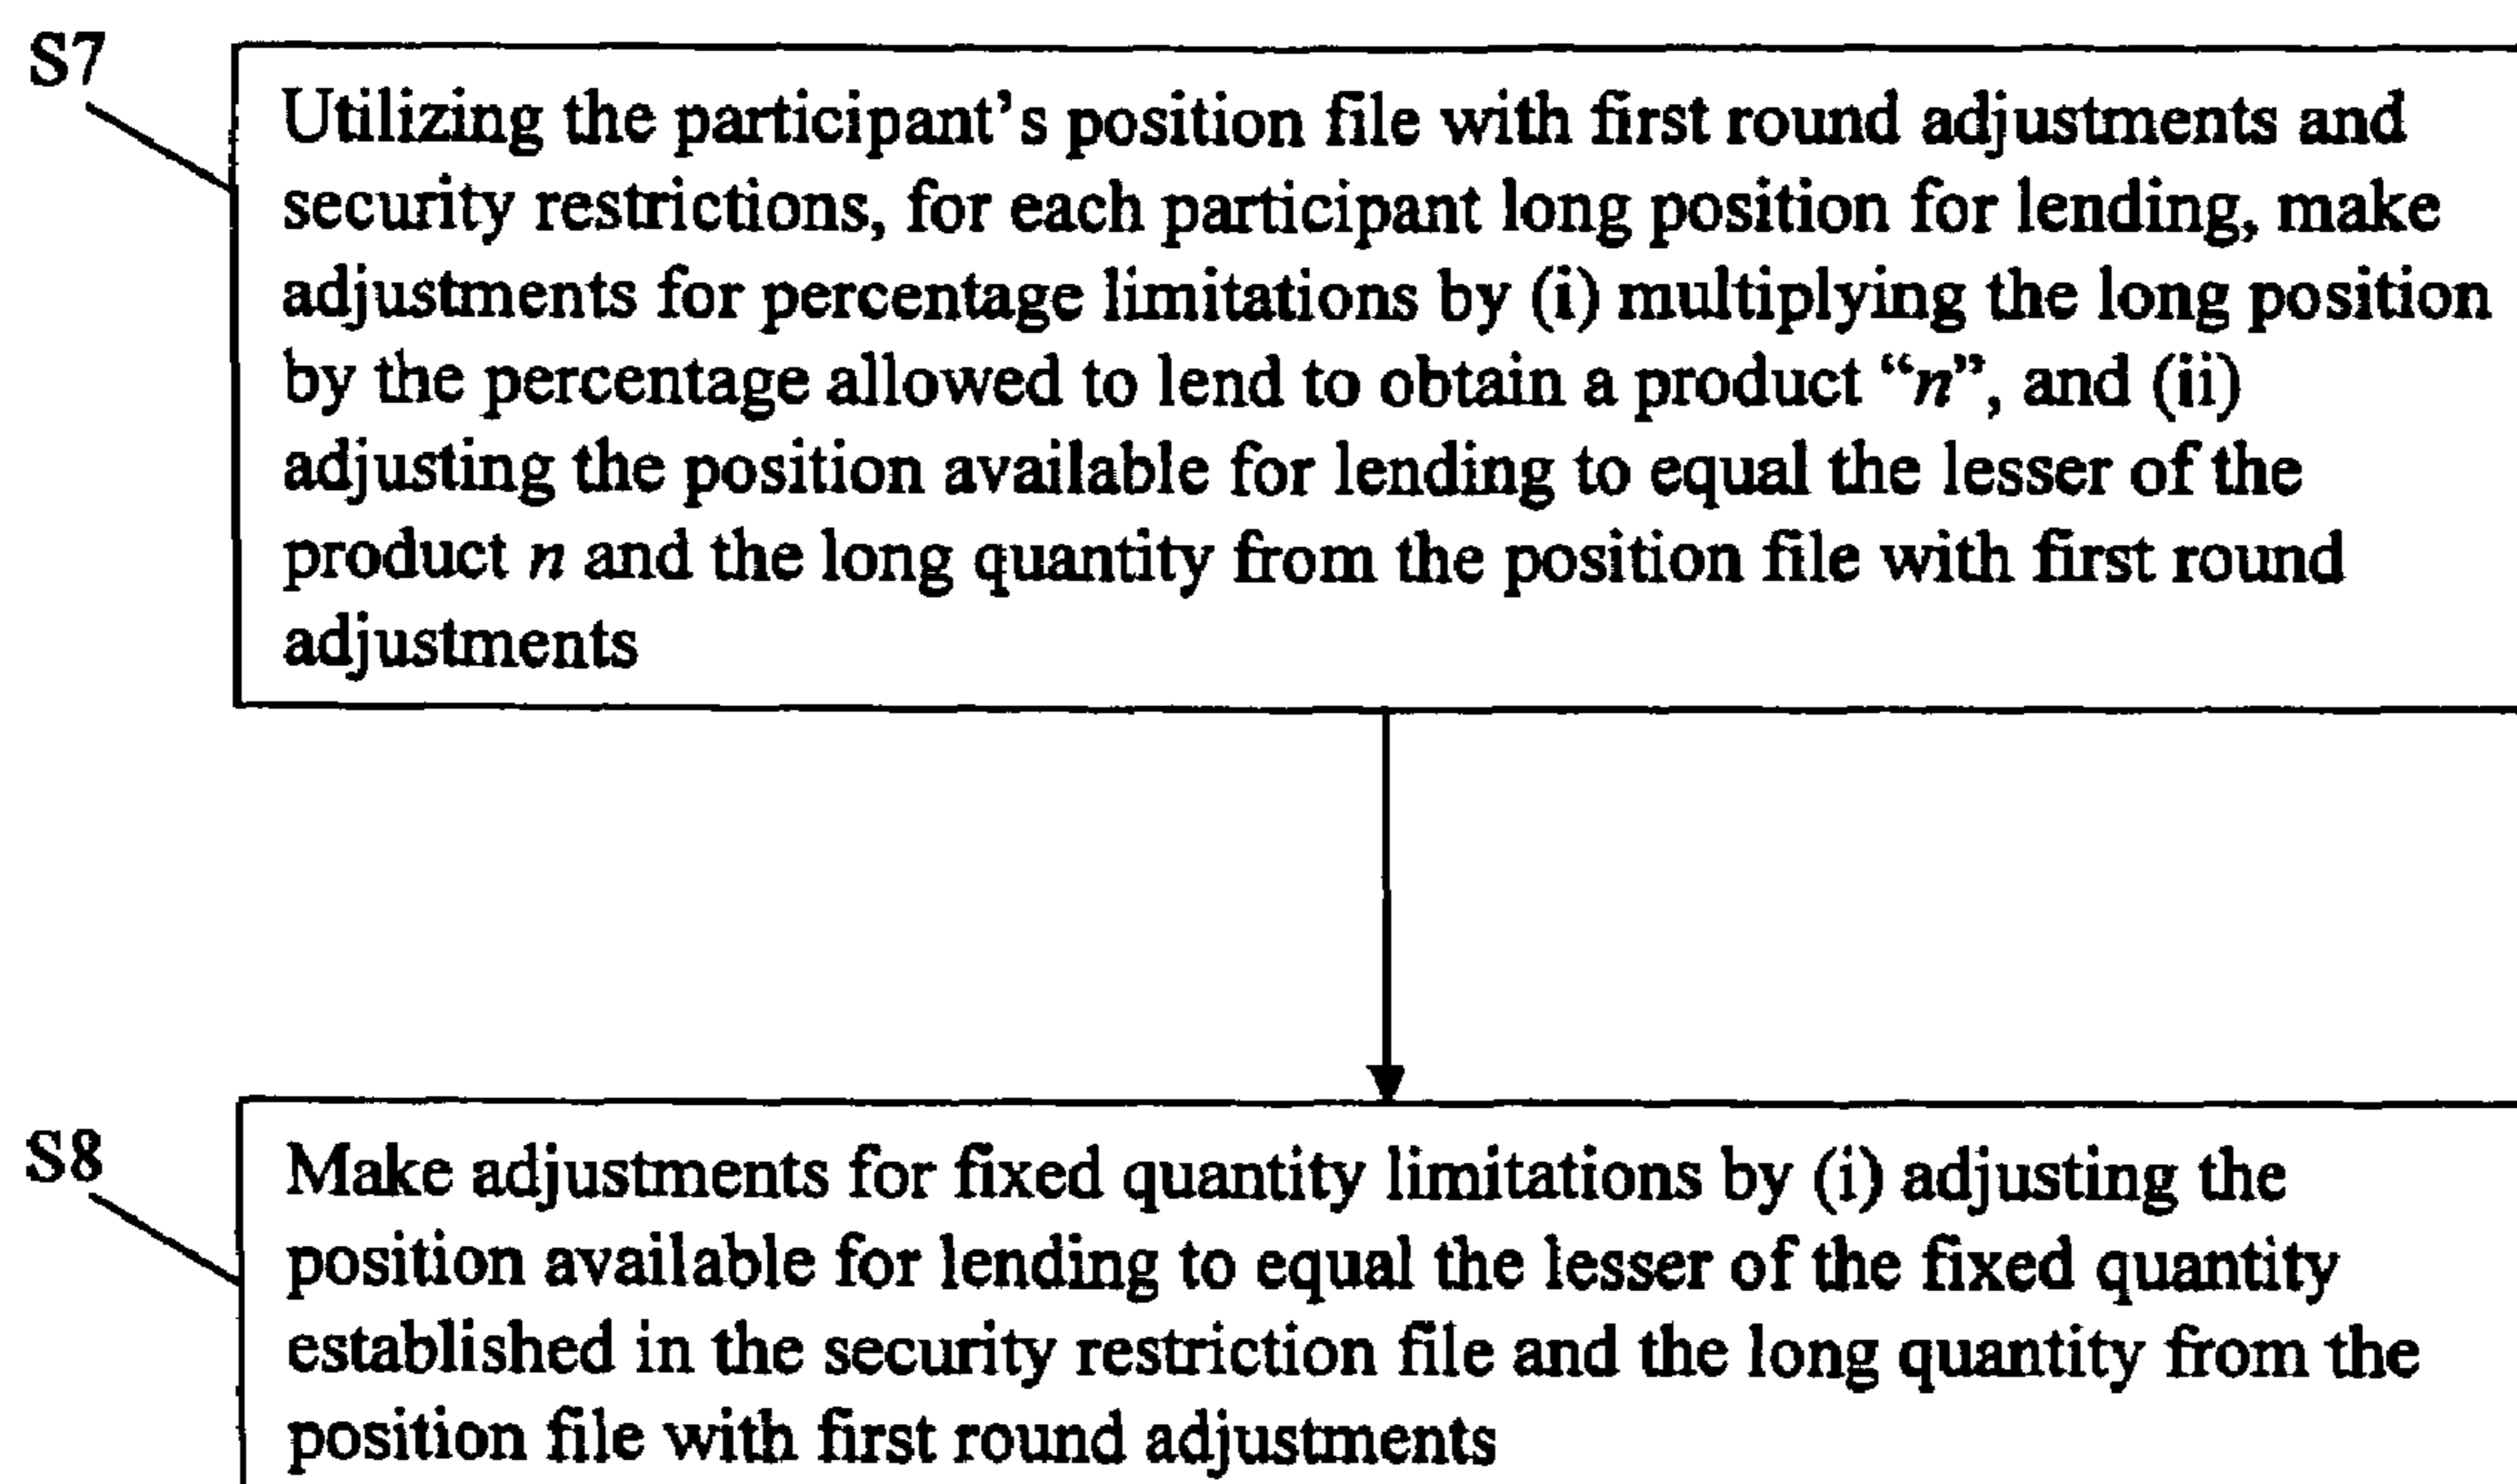 S7
Utilizing the participant’s position file with first round adjustments and
security restrictions, for each participant long position for lending, make
adjustments for percentage limitations by (i) multiplying the long position
by the percentage allowed to lend to obtain a product “n”, and (ii)
adjusting the position available for lending to equal the lesser of the
product n and the long quantity from the position file with first round
adjustments
S8
Make adjustments for fixed quantity limitations by (i) adjusting the
position available for lending to equal the lesser of the fixed quantity
established in the security restriction file and the long quantity from the
position file with first round adjustments